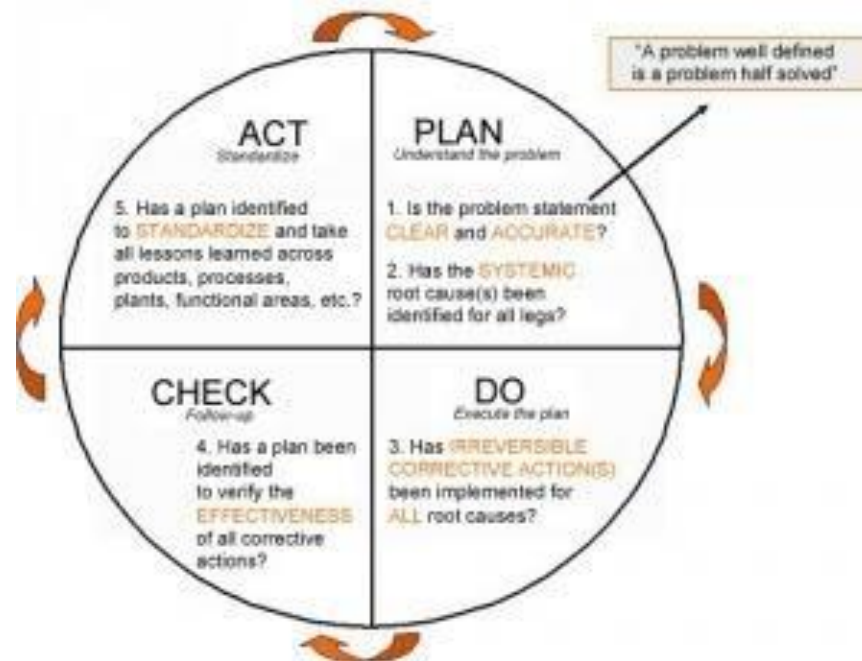 "A problem well defined
is a problem half solved"
ACT
Standardize
5. Has a plan identified
to STANDARDIZE and take
all lessons learned across
products, processes,
plants, functional areas, etc.?
PLAN
Understand the problem
1. Is the problem statement
CLEAR and ACCURATE?
2. Has the SYSTEMIC
root cause(s) been
identified for all legs?
CHECK
Follow-up
4. Has a plan been
identified
to verify the
EFFECTIVENESS
of all corrective
actions?
DO
Execute the plan
3. Has IRREVERSIBLE
CORRECTIVE ACTION(S)
been implemented for
ALL root causes?